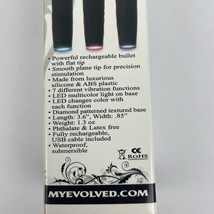 • Powerful rechargeable bullet
with flat tip
• Smooth plane tip for precision
stimulation
• Made from luxurious
silicone & ABS plastic
• 7 different vibration functions
• LED multicolor light on base
• LED changes color with
each function
• Diamond patterned textured base
• Length: 3.6", Width: .85"
• Weight: 1.3 oz
• Phthalate & Latex free
• Fully rechargeable,
USB cable included
• Waterproof,
submersible
CE
RoHS
MYEVOLVED.COM